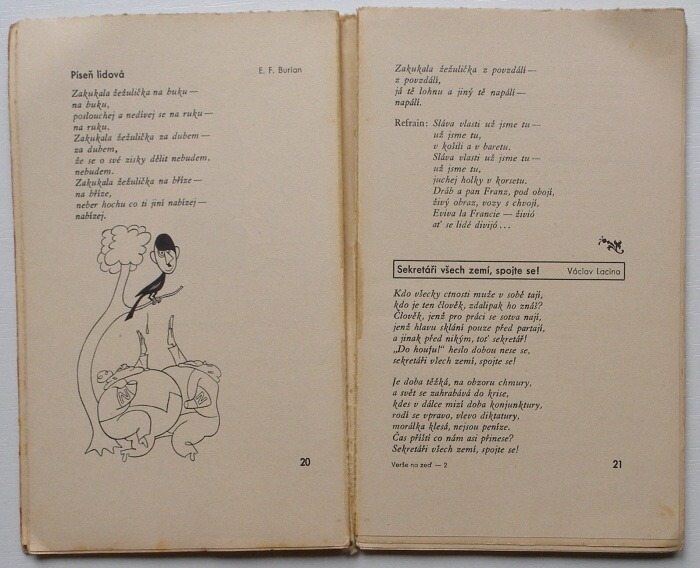 Píseň lidová E. F. Burian
Zakukala žežulička na buku —
na buku,
poslouchej a nedívej se na ruku —
na ruku.
Zakukala žežulička za dubem —
za dubem,
že se o své zisky dělit nebudem,
nebudem.
Zakukala žežulička na bříze —
na bříze,
neber hochu co ti jiní nabízej —
nabízej.
N
N
20
Zakukala žežulička z povzdálí —
z povzdálí,
já tě lohnu a jiný tě napálí —
napálí.
Refrain: Sláva vlasti už jsme tu —
už jsme tu,
v košili a v baretu.
Sláva vlasti už jsme tu —
už jsme tu,
juchej holky v korsetu.
Dráb a pan Franz, pod obojí,
živý obraz, vozy s chvojí,
Eviva la Francie — živió
ať se lidé divijó ...
Sekretáři všech zemí, spojte se! Václav Lacina
Kdo všecky ctnosti muže v sobě tají,
kdo je ten člověk, zdalipak ho znáš?
Člověk, jenž pro práci se sotva nají,
jenž hlavu sklání pouze před partají,
a jinak před nikým, toť sekretář!
„Do houfu!" heslo dobou nese se,
sekretáři všech zemí, spojte se!
Je doba těžká, na obzoru chmury,
a svět se zahrabává do krise,
kdes v dálce mizí doba konjunktury,
rodí se vpravo, vlevo diktatury,
morálka klesá, nejsou peníze.
Čas příští co nám asi přinese?
Sekretáři všech zemí, spojte se!
Verše na zeď — 2 21